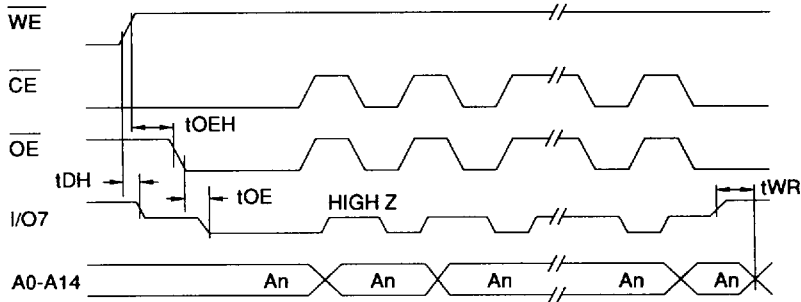 WE
CE
tOEH
OE
tDH
tOE
tWR
I/O7
HIGH Z
A0-A14
An
An
An
An
An